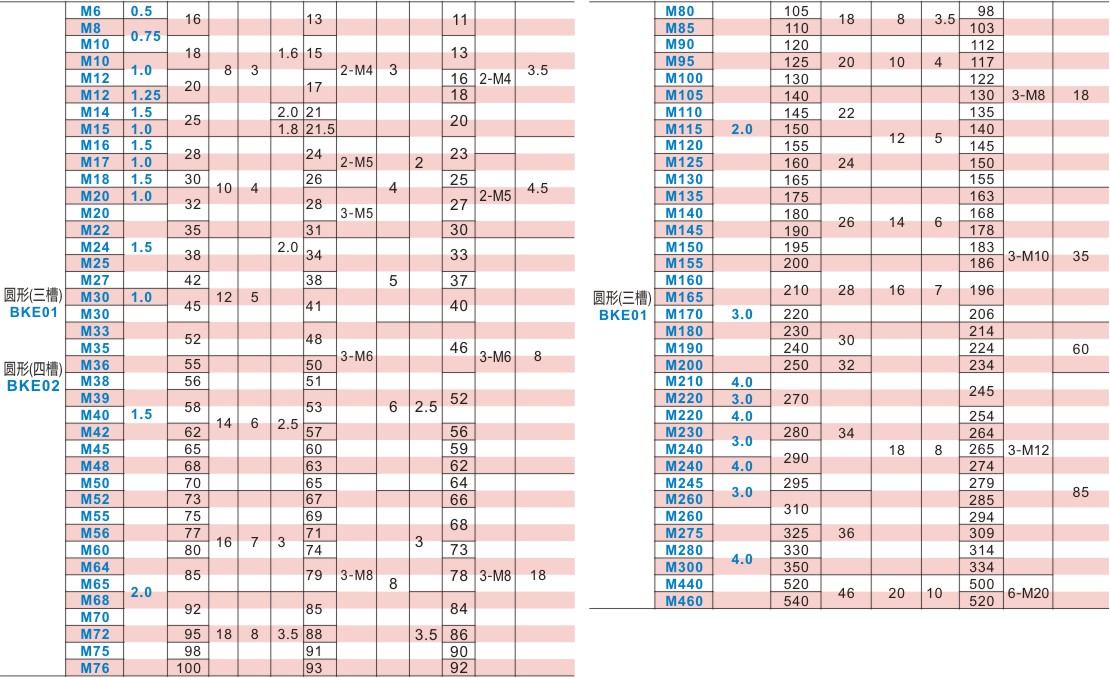 M6 0.5 16 13 11
M8 0.75
M10 18 1.6 15 13
M10 1.0 8 3 2-M4 3 3.5
M12 20 17 16 2-M4
M12 1.25 18
M14 1.5 25 2.0 21 20
M15 1.0 1.8 21.5
M16 1.5 28 24 23
M17 1.0 2-M5 2
M18 1.5 30 10 4 26 4 25 4.5
M20 1.0 32 28 27 2-M5
M20 3-M5
M22 35 31 30
M24 1.5 38 2.0 34 33
M25
M27 42 38 5 37
圆形(三槽) M30 1.0 45 12 5 41 40
BKE01 M30
M33 52 48 46
M35 3-M6 3-M6 8
圆形(四槽) M36 55 50
BKE02 M38 56 51
M39 58 53 6 2.5 52
M40 1.5 14 6 2.5
M42 62 57 56
M45 65 60 59
M48 68 63 62
M50 70 65 64
M52 73 67 66
M55 75 69 68
M56 77 16 7 3 71 3
M60 80 74 73
M64 85 79 3-M8 8 78 3-M8 18
M65 2.0
M68 92 85 84
M70
M72 95 18 8 3.5 88 3.5 86
M75 98 91 90
M76 100 93 92
M80 105 18 8 3.5 98
M85 110 103
M90 120 112
M95 125 20 10 4 117
M100 130 122
M105 140 130 3-M8 18
M110 145 22 135
M115 2.0 150 12 5 140
M120 155 145
M125 160 24 150
M130 165 155
M135 175 163
M140 180 26 14 6 168
M145 190 178
M150 195 183 3-M10 35
M155 200 186
M160 210 28 16 7 196
圆形(三槽) M165
BKE01 M170 3.0 220 206
M180 230 30 214
M190 240 224 60
M200 250 32 234
M210 4.0 270 245
M220 3.0
M220 4.0 254
M230 3.0 280 34 264
M240 290 18 8 265 3-M12
M240 4.0 274
M245 3.0 295 279 85
M260 310 285
M260 294
M275 325 36 309
M280 4.0 330 314
M300 350 334
M440 520 46 20 10 500 6-M20
M460 540 520